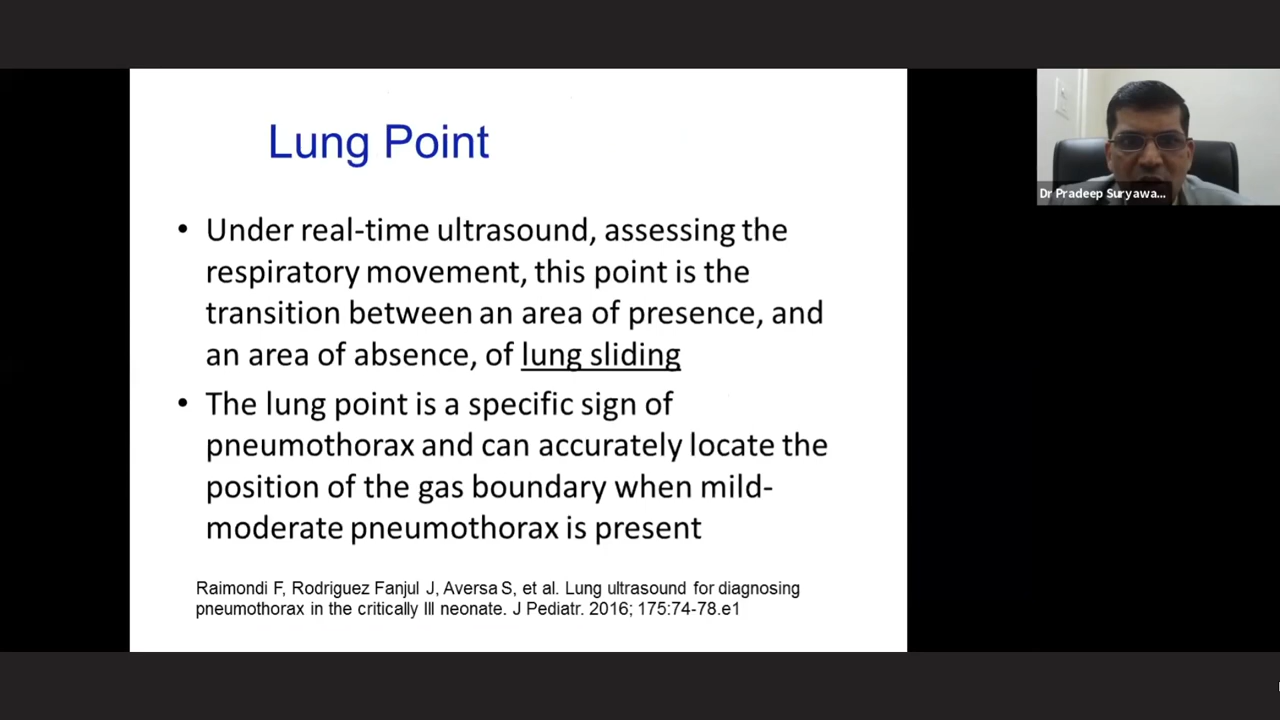 Lung Point
Dr Pradeep Suryawa...
• Under real-time ultrasound, assessing the
respiratory movement, this point is the
transition between an area of presence, and
an area of absence, of lung sliding
• The lung point is a specific sign of
pneumothorax and can accurately locate the
position of the gas boundary when mild-
moderate pneumothorax is present
Raimondi F, Rodriguez Fanjul J, Aversa S, et al. Lung ultrasound for diagnosing
pneumothorax in the critically Ill neonate. J Pediatr. 2016; 175:74-78.e1